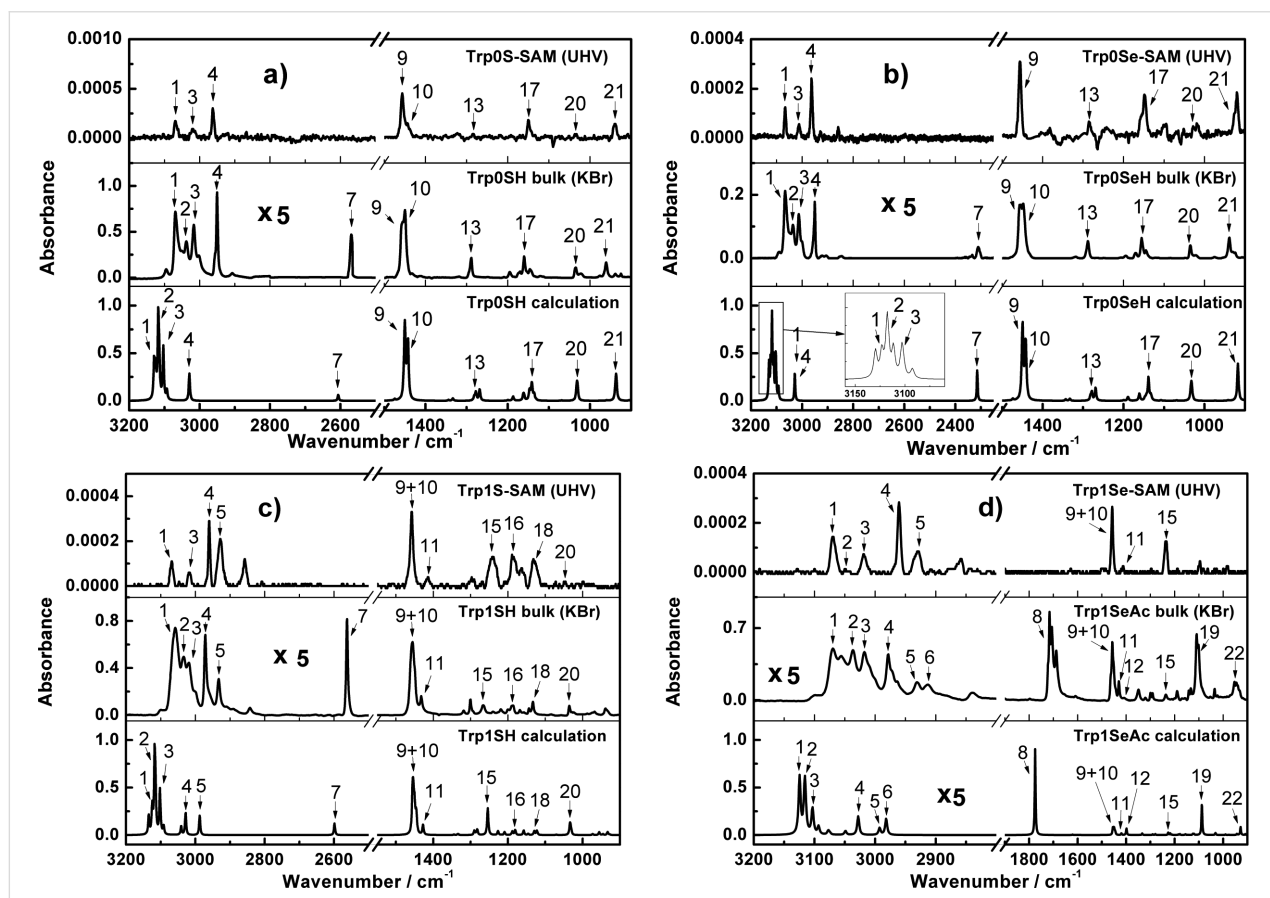 a)
Trp0S-SAM (UHV)
0.0010
0.0005
0.0000
1 3 4 9 10 13 17 20 21
Trp0SH bulk (KBr)
1.0
0.5
0.0
x 5
1 2 3 4 7 9 10 13 17 20 21
Trp0SH calculation
1.0
0.5
0.0
1 2 3 4 7 9 10 13 17 20 21
Absorbance
3200 3000 2800 2600 1400 1200 1000
Wavenumber / cm-1
b)
Trp0Se-SAM (UHV)
0.0004
0.0002
0.0000
1 3 4 9 13 17 20 21
Trp0SeH bulk (KBr)
0.2
0.0
x 5
1 2 3 4 7 9 10 13 17 20 21
Trp0SeH calculation
1.0
0.5
0.0
1 4 7 9 10 13 17 20 21
1 2 3
3150 3100
Absorbance
3200 3000 2800 2600 2400 1400 1200 1000
Wavenumber / cm-1
c)
Trp1S-SAM (UHV)
0.0004
0.0002
0.0000
1 3 4 5 9+10 11 15 16 18 20
Trp1SH bulk (KBr)
0.8
0.4
0.0
x 5
1 2 3 4 5 7 9+10 11 15 16 18 20
Trp1SH calculation
1.0
0.5
0.0
1 2 3 4 5 7 9+10 11 15 16 18 20
Absorbance
3200 3000 2800 2600 1400 1200 1000
Wavenumber / cm-1
d)
Trp1Se-SAM (UHV)
0.0004
0.0002
0.0000
1 2 3 4 5 9+10 11 15
Trp1SeAc bulk (KBr)
0.7
0.0
x 5
1 2 3 4 5 6 8 9+10 11 12 15 19 22
Trp1SeAc calculation
1.0
0.5
0.0
x5
1 2 3 4 5 6 8 9+10 11 12 15 19 22
Absorbance
3200 3100 3000 2900 1800 1600 1400 1200 1000
Wavenumber / cm-1